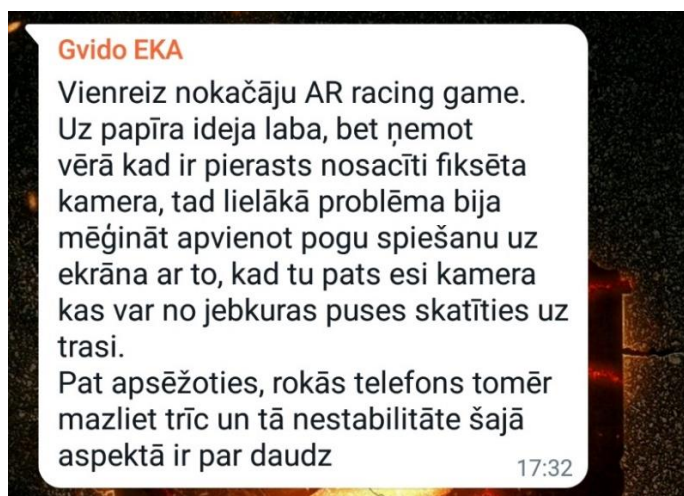 Gvido EKA
Vienreiz nokačāju AR racing game.
Uz papīra ideja laba, bet ņemot
vērā kad ir pierasts nosacīti fiksēta
kamera, tad lielākā problēma bija
mēģināt apvienot pogu spiešanu uz
ekrāna ar to, kad tu pats esi kamera
kas var no jebkuras puses skatīties uz
trasi.
Pat apsēžoties, rokās telefons tomēr
mazliet trīc un tā nestabilitāte šajā
aspektā ir par daudz
17:32